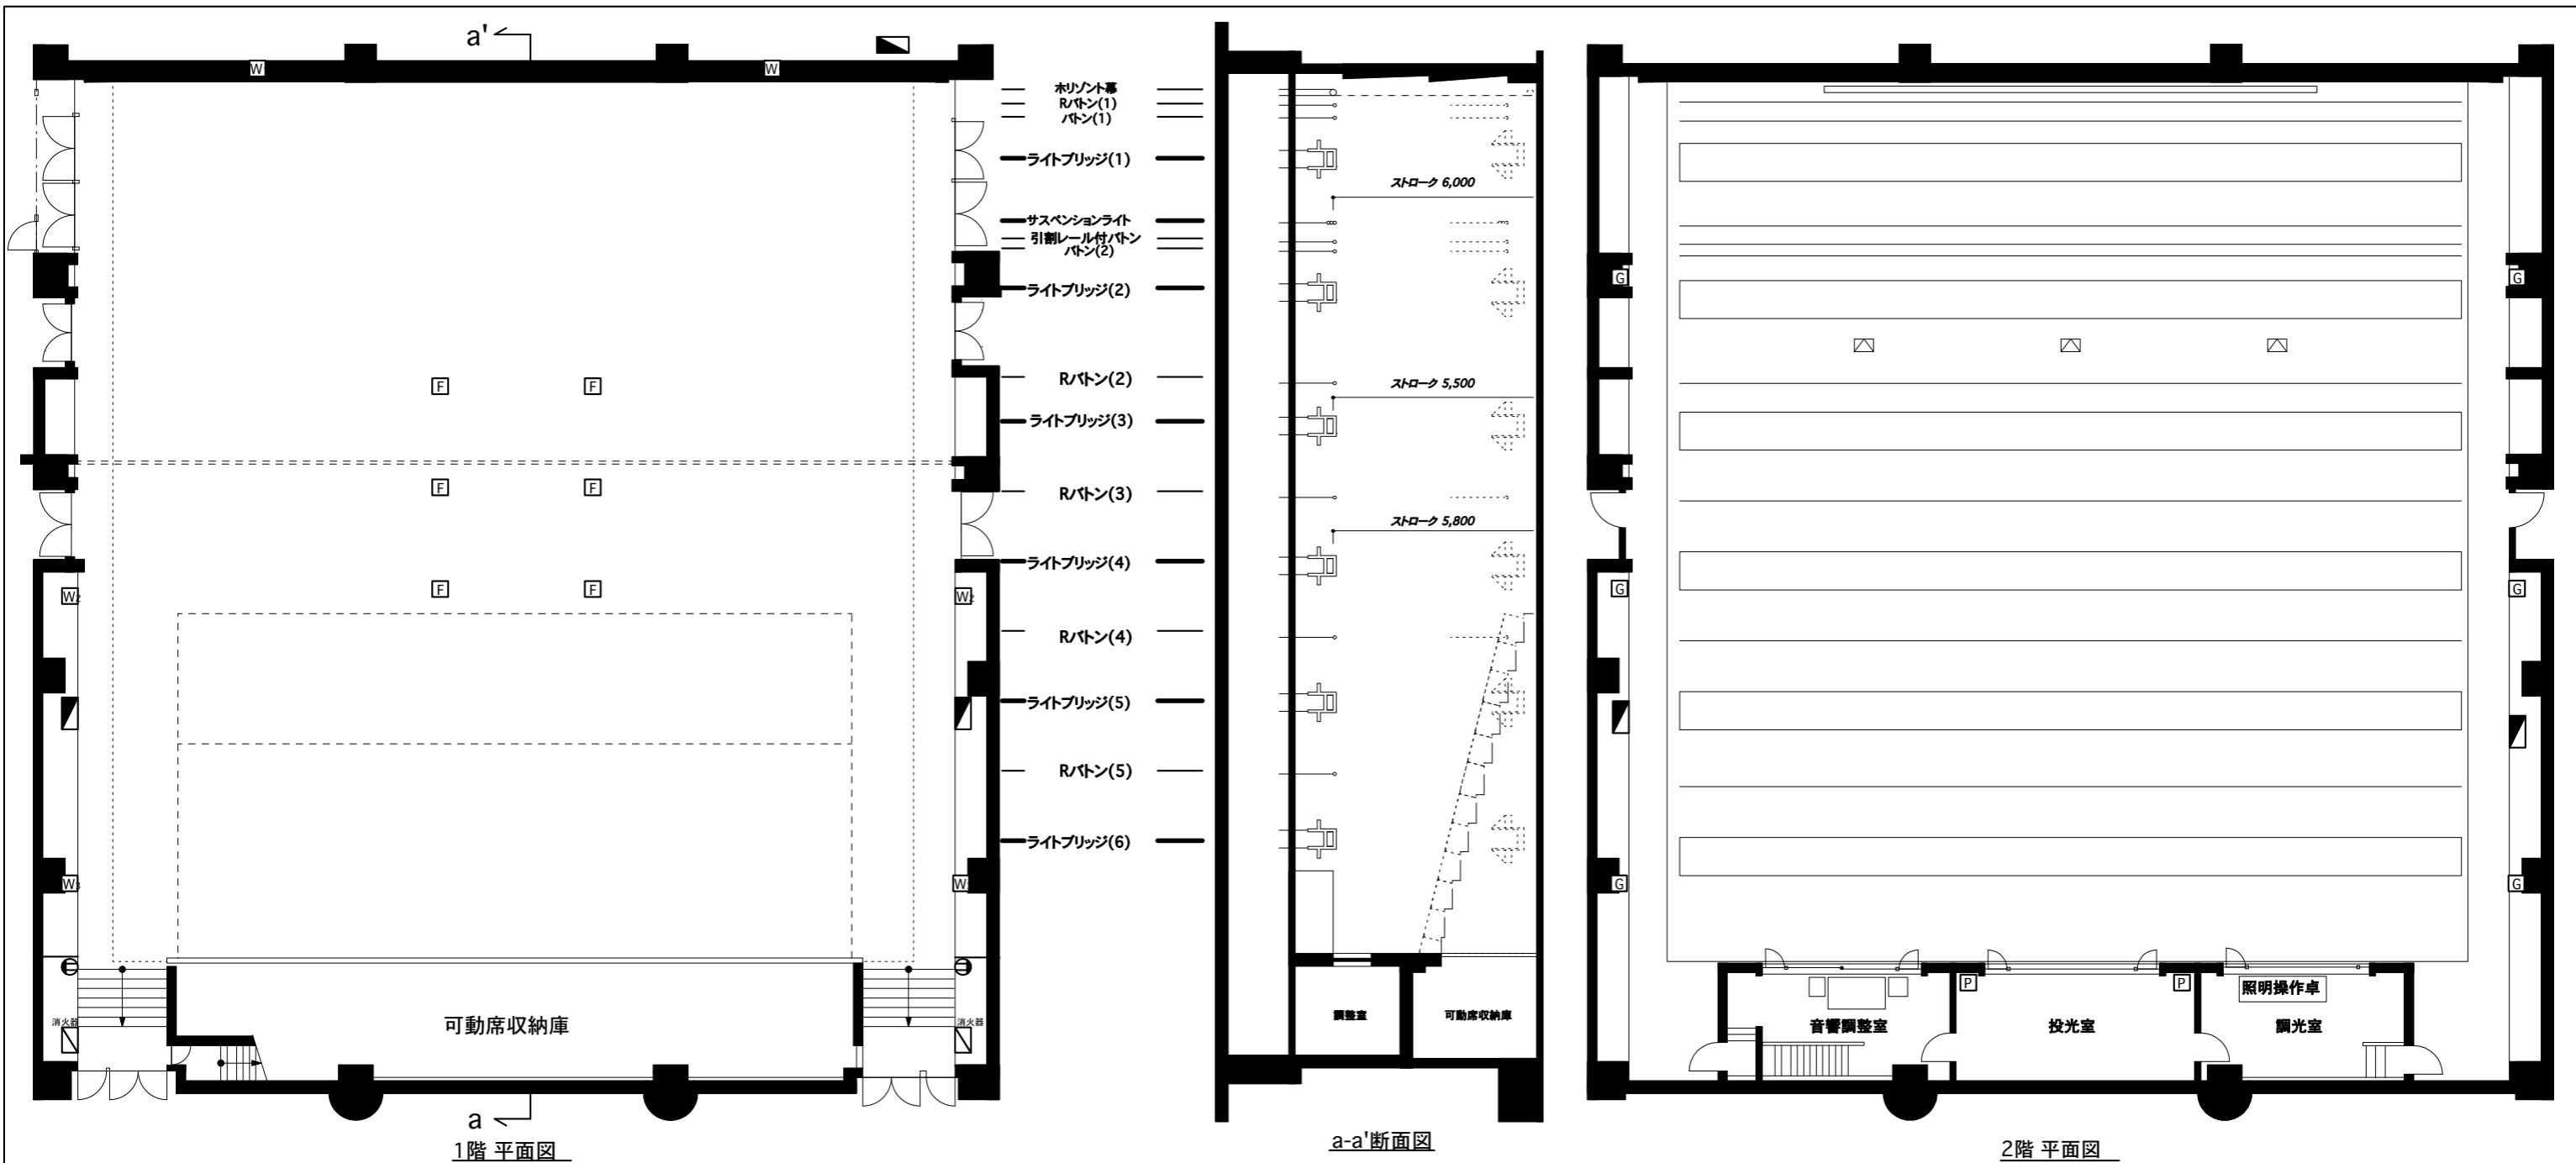 a'
W
W
F
F
F
F
F
F
W2
W2
W3
W
消火器
消火器
可動席収納庫
a
1階 平面図
ホリゾント幕
Rバトン(1)
バトン(1)
ライトブリッジ(1)
サスペンションライト
引割レール付バトン
バトン(2)
ライトブリッジ(2)
Rバトン(2)
ライトブリッジ(3)
Rバトン(3)
ライトブリッジ(4)
Rバトン(4)
ライトブリッジ(5)
Rバトン(5)
ライトブリッジ(6)
ストローク 6,000
ストローク 5,500
ストローク 5,800
調整室
可動席収納庫
a-a'断面図
G
G
G
G
G
G
P
P
照明操作卓
音響調整室
投光室
調光室
2階 平面図